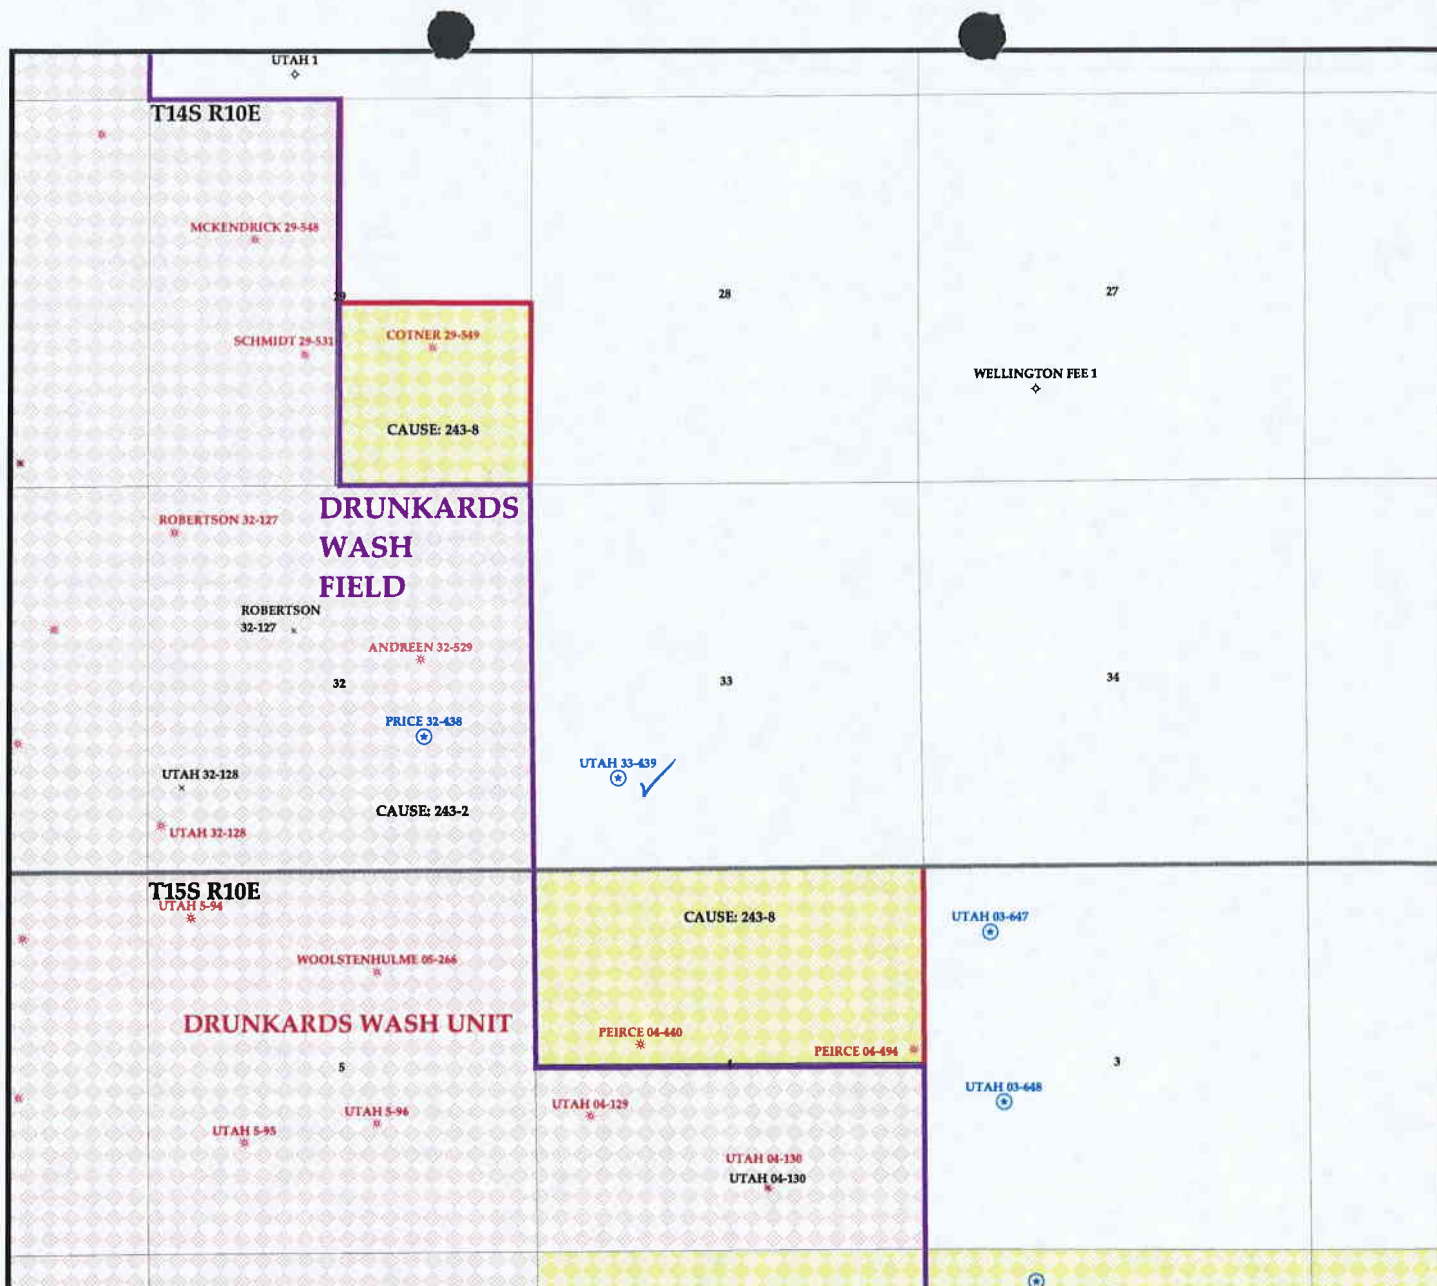 UTAH 1
T14S R10E
MCKENDRICK 29-548
29
28
27
SCHMIDT 29-531
COTNER 29-549
WELLINGTON FEE 1
CAUSE: 243-8
DRUNKARDS
WASH
FIELD
ROBERTSON 32-127
ROBERTSON
32-127
ANDREEN 32-529
32
33
34
PRICE 32-438
UTAH 33-439
UTAH 32-128
CAUSE: 243-2
UTAH 32-128
T15S R10E
UTAH 5-94
CAUSE: 243-8
UTAH 03-647
WOOLSTENHULME 05-266
DRUNKARDS WASH UNIT
PEIRCE 04-440
PEIRCE 04-494
5
4
3
UTAH 03-648
UTAH 5-96
UTAH 04-129
UTAH 5-95
UTAH 04-130
UTAH 04-130